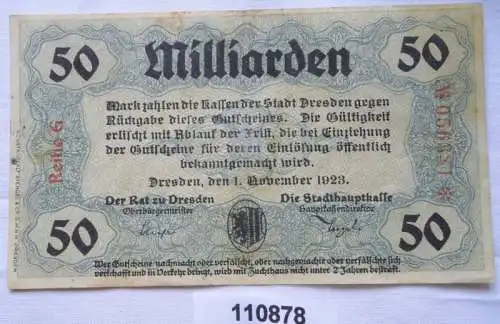 50 Milliarden 50
Mark zahlen die Kassen der Stadt Dresden gegen
Rückgabe dieses Gutscheines. Die Gültigkeit
erlischt mit Ablauf der Frist, die bei Einziehung
der Gutscheine für deren Einlösung öffentlich
bekanntgemacht wird.
Dresden, den 1. November 1923.
Der Rat zu Dresden Die Stadthauptkasse
Oberbürgermeister Hauptkassendirektor
50 50
Wer Gutscheine nachmacht oder verfälscht, oder nachgemachte oder verfälschte sich
verschafft und in Verkehr bringt, wird mit Zuchthaus nicht unter 2 Jahren bestraft.
Reihe G
110878